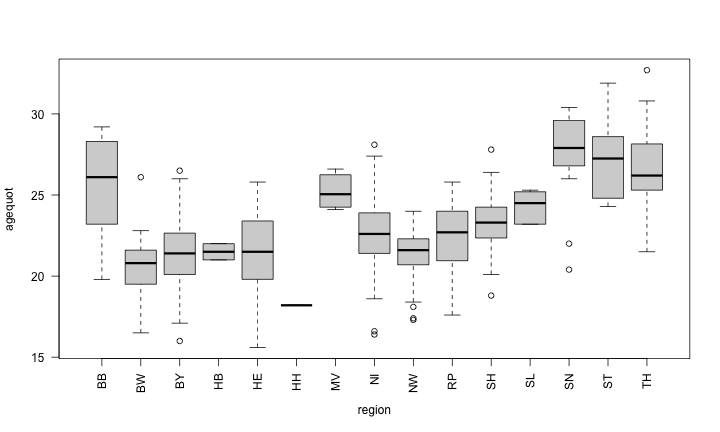 agequot
30
25
20
15
BB BW BY HB HE HH MV NI NW RP SH SL SN ST TH
region